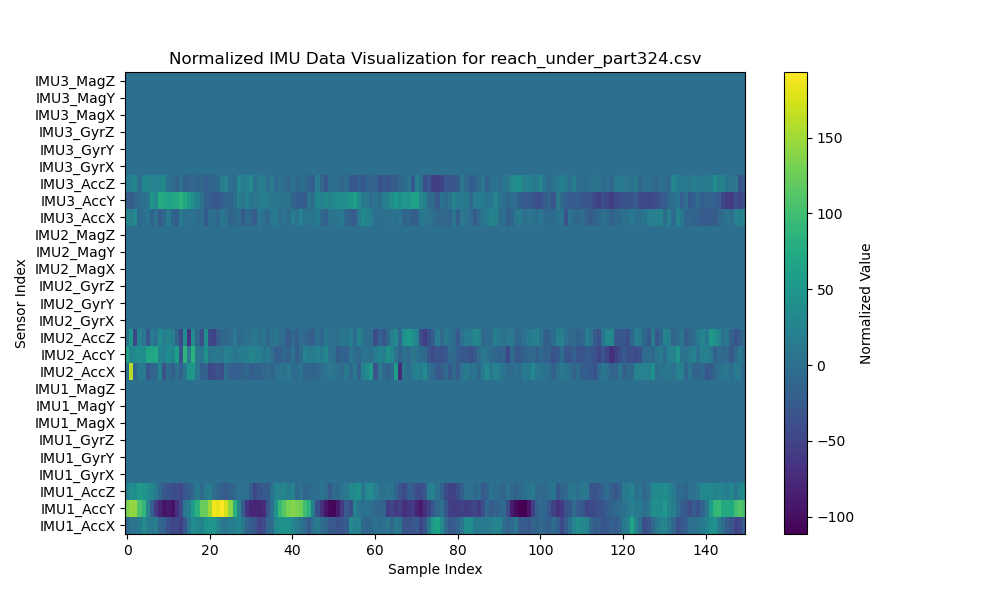 Normalized IMU Data Visualization for reach_under_part324.csv
IMU3_MagZ
IMU3_MagY
IMU3_MagX
IMU3_GyrZ
IMU3_GyrY
IMU3_GyrX
IMU3_AccZ
IMU3_AccY
IMU3_AccX
IMU2_MagZ
IMU2_MagY
IMU2_MagX
IMU2_GyrZ
IMU2_GyrY
IMU2_GyrX
IMU2_AccZ
IMU2_AccY
IMU2_AccX
IMU1_MagZ
IMU1_MagY
IMU1_MagX
IMU1_GyrZ
IMU1_GyrY
IMU1_GyrX
IMU1_AccZ
IMU1_AccY
IMU1_AccX
Sensor Index
0 20 40 60 80 100 120 140
Sample Index
150
100
50
0
−50
−100
Normalized Value